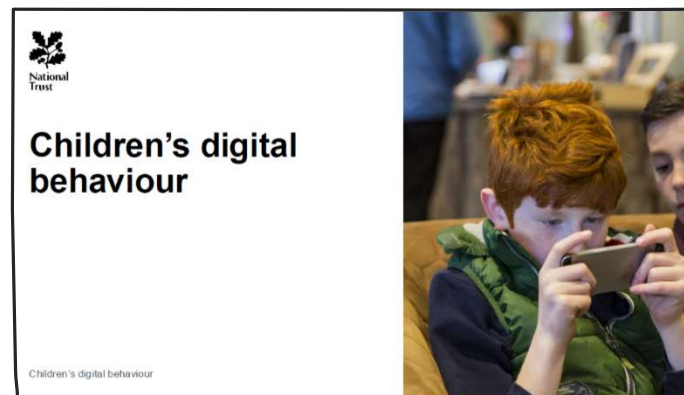 National
Trust
Children's digital
behaviour
Children's digital behaviour